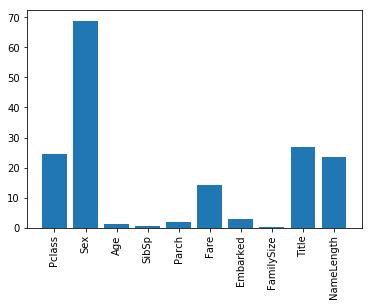 70
60
50
40
30
20
10
0
Pclass
Sex
Age
SibSp
Parch
Fare
Embarked
FamilySize
Title
NameLength